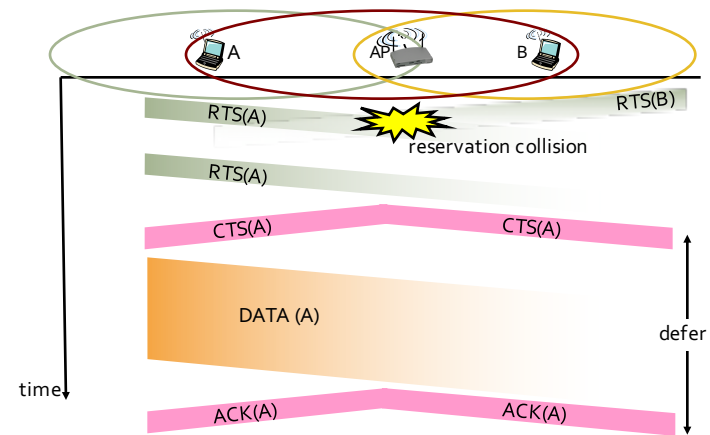 A
AP
B
RTS(A)
RTS(B)
reservation collision
RTS(A)
CTS(A)
CTS(A)
DATA (A)
defer
time
ACK(A)
ACK(A)